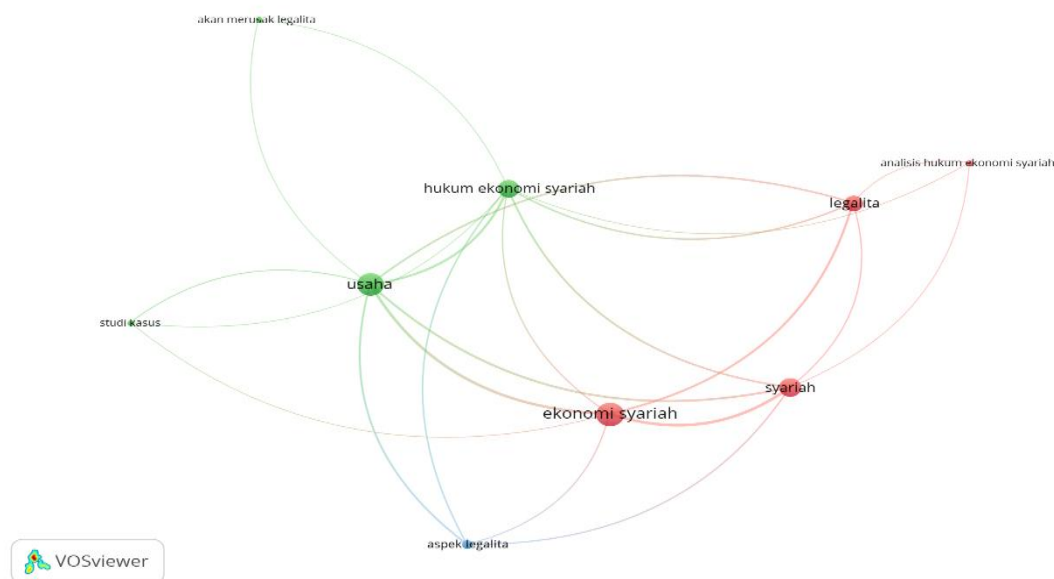 akan merusak legalita
analisis hukum ekonomi syariah
hukum ekonomi syariah
legalita
usaha
studi kasus
syariah
ekonomi syariah
aspek legalita
VOSviewer